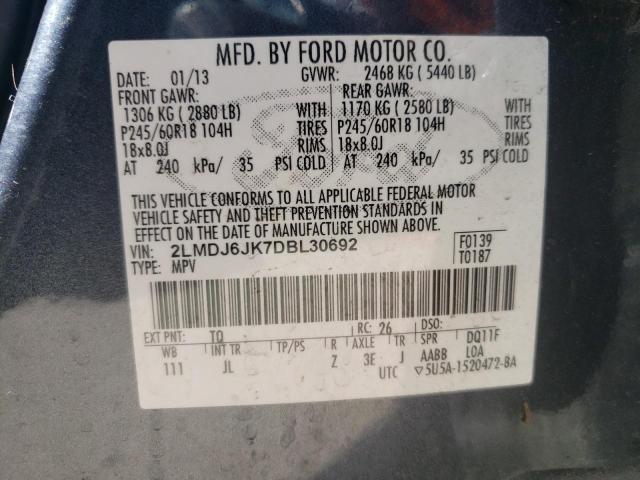 MFD. BY FORD MOTOR CO.
DATE: 01/13 GVWR: 2468 KG ( 5440 LB)
FRONT GAWR: REAR GAWR:
1306 KG ( 2880 LB) WITH 1170 KG ( 2580 LB) WITH
P245/60R18 104H TIRES P245/60R18 104H TIRES
18x8.0J RIMS 18x8.0J RIMS
AT 240 kPa/ 35 PSI COLD AT 240 kPa/ 35 PSI COLD
THIS VEHICLE CONFORMS TO ALL APPLICABLE FEDERAL MOTOR
VEHICLE SAFETY AND THEFT PREVENTION STANDARDS IN
EFFECT ON THE DATE OF MANUFACTURE SHOWN ABOVE.
VIN: 2LMDJ6JK7DBL30692 F0139
TYPE: MPV T0187
EXT PNT: TQ RC: 26 DSO:
WB INT TR TP/PS R AXLE TR SPR DQ11F
111 JL Z 3E J AABB LOA
UTC ▽5U5A-1520472-BA
Ford